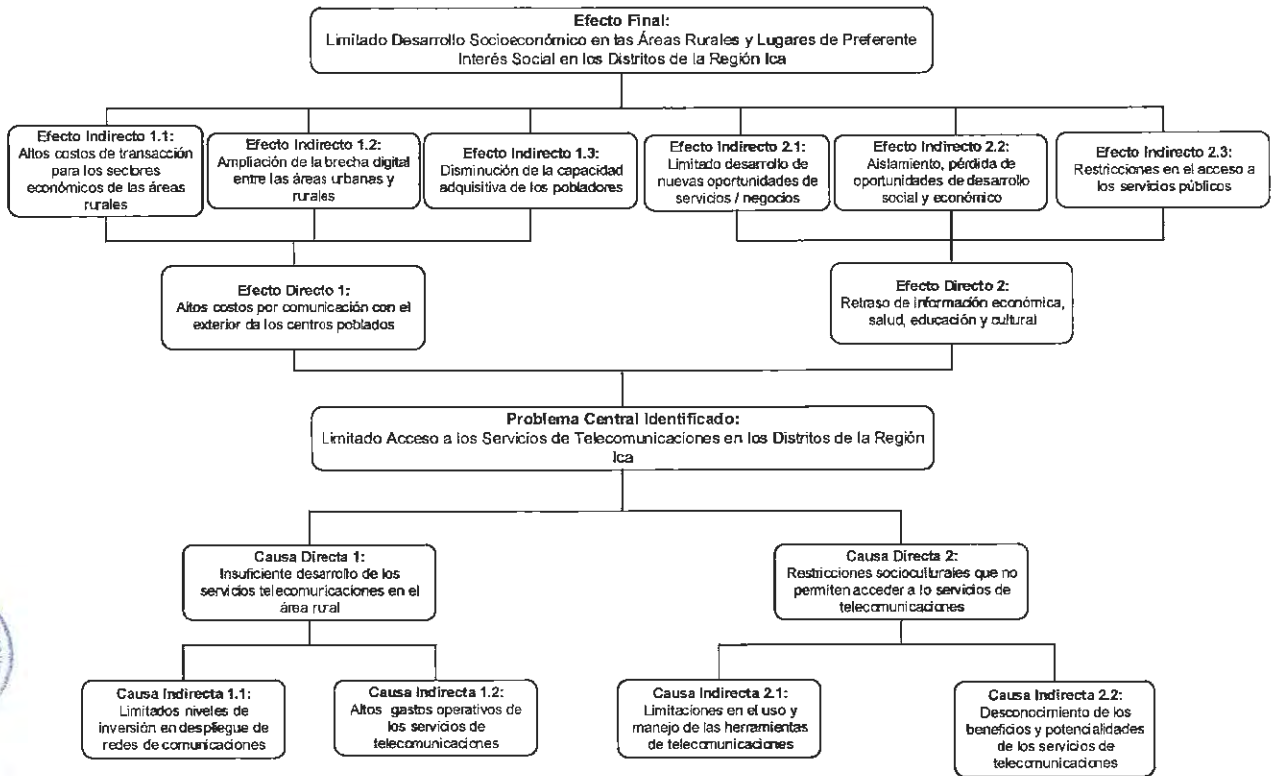 Efecto Final:
Limitado Desarrollo Socioeconómico en las Áreas Rurales y Lugares de Preferente
Interés Social en los Distritos de la Región Ica
Efecto Indirecto 1.1:
Altos costos de transacción
para los sectores
económicos de las áreas
rurales
Efecto Indirecto 1.2:
Ampliación de la brecha digital
entre las áreas urbanas y
rurales
Efecto Indirecto 1.3:
Disminución de la capacidad
adquisitiva de los pobladores
Efecto Indirecto 2.1:
Limitado desarrollo de
nuevas oportunidades de
servicios / negocios
Efecto Indirecto 2.2:
Aislamiento, pérdida de
oportunidades de desarrollo
social y económico
Efecto Indirecto 2.3:
Restricciones en el acceso a
los servicios públicos
Efecto Directo 1:
Altos costos por comunicación con el
exterior da los centros poblados
Efecto Directo 2:
Retraso de información económica,
salud, educación y cultural
Problema Central Identificado:
Limitado Acceso a los Servicios de Telecomunicaciones en los Distritos de la Región
Ica
Causa Directa 1:
Insuficiente desarrollo de los
servicios telecomunicaciones en el
área rural
Causa Directa 2:
Restricciones socioculturales que no
permiten acceder a lo servicios de
telecomunicaciones
Causa Indirecta 1.1:
Limitados niveles de
inversión en despliegue de
redes de comunicaciones
Causa Indirecta 1.2:
Altos gastos operativos de
los servicios de
telecomunicaciones
Causa Indirecta 2.1:
Limitaciones en el uso y
manejo de las herramientas
de telecomunicaciones
Causa Indirecta 2.2:
Desconocimiento de los
beneficios y potencialidades
de los servicios de
telecomunicaciones